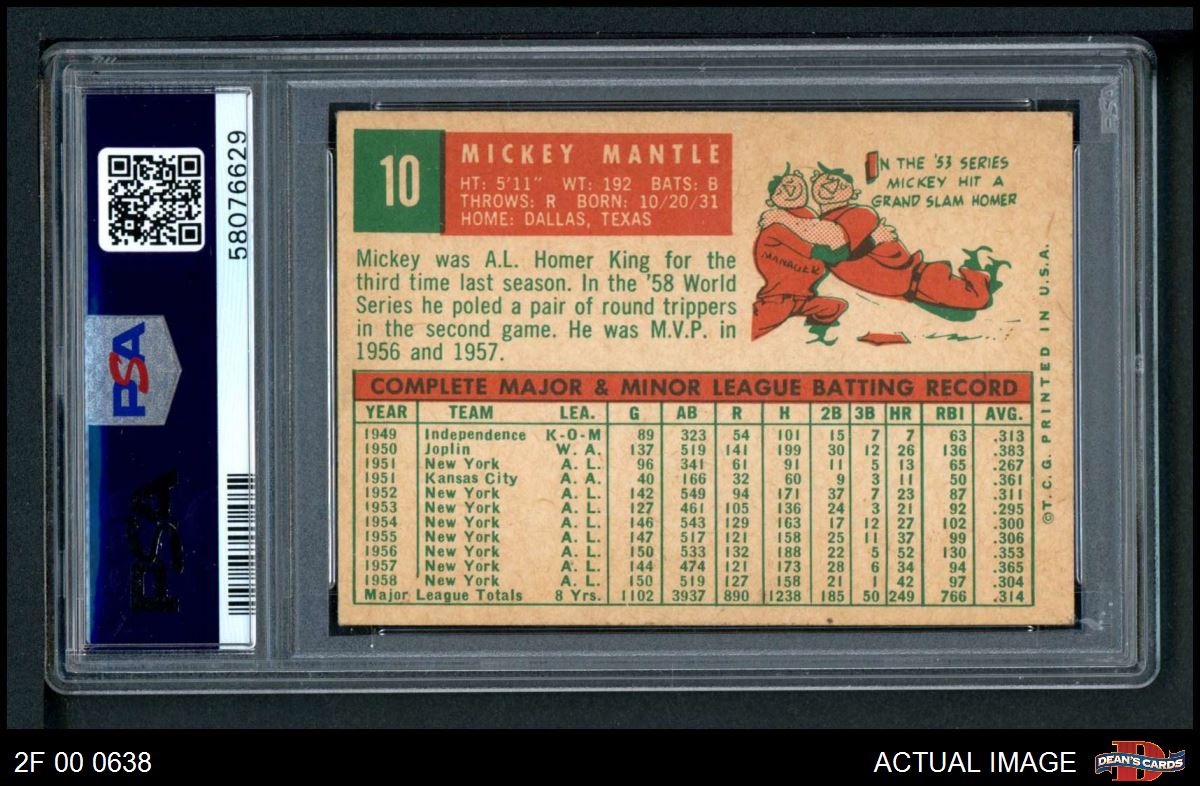 58076629
PSA
PSA
PSA
10
MICKEY MANTLE
HT: 5'11" WT: 192 BATS: B
THROWS: R BORN: 10/20/31
HOME: DALLAS, TEXAS
Mickey was A.L. Homer King for the
third time last season. In the '58 World
Series he poled a pair of round trippers
in the second game. He was M.V.P. in
1956 and 1957.
IN THE '53 SERIES
MICKEY HIT A
GRAND SLAM HOMER
MANAGER
COMPLETE MAJOR & MINOR LEAGUE BATTING RECORD
YEAR TEAM LEA. G AB R H 2B 3B HR RBI AVG.
1949 Independence K-O-M 89 323 54 101 15 7 7 63 .313
1950 Joplin W. A. 137 519 141 199 30 12 26 136 .383
1951 New York A. L. 96 341 61 91 11 5 13 65 .267
1951 Kansas City A. A. 40 166 32 60 9 3 11 50 .361
1952 New York A. L. 142 549 94 171 37 7 23 87 .311
1953 New York A. L. 127 461 105 136 24 3 21 92 .295
1954 New York A. L. 146 543 129 163 17 12 27 102 .300
1955 New York A. L. 147 517 121 158 25 11 37 99 .306
1956 New York A. L. 150 533 132 188 22 5 52 130 .353
1957 New York A. L. 144 474 121 173 28 6 34 94 .365
1958 New York A. L. 150 519 127 158 21 1 42 97 .304
Major League Totals 8 Yrs. 1102 3937 890 1238 185 50 249 766 .314
©T.C.G. PRINTED IN U.S.A.
2F 00 0638
ACTUAL IMAGE
DEAN'S CARDS